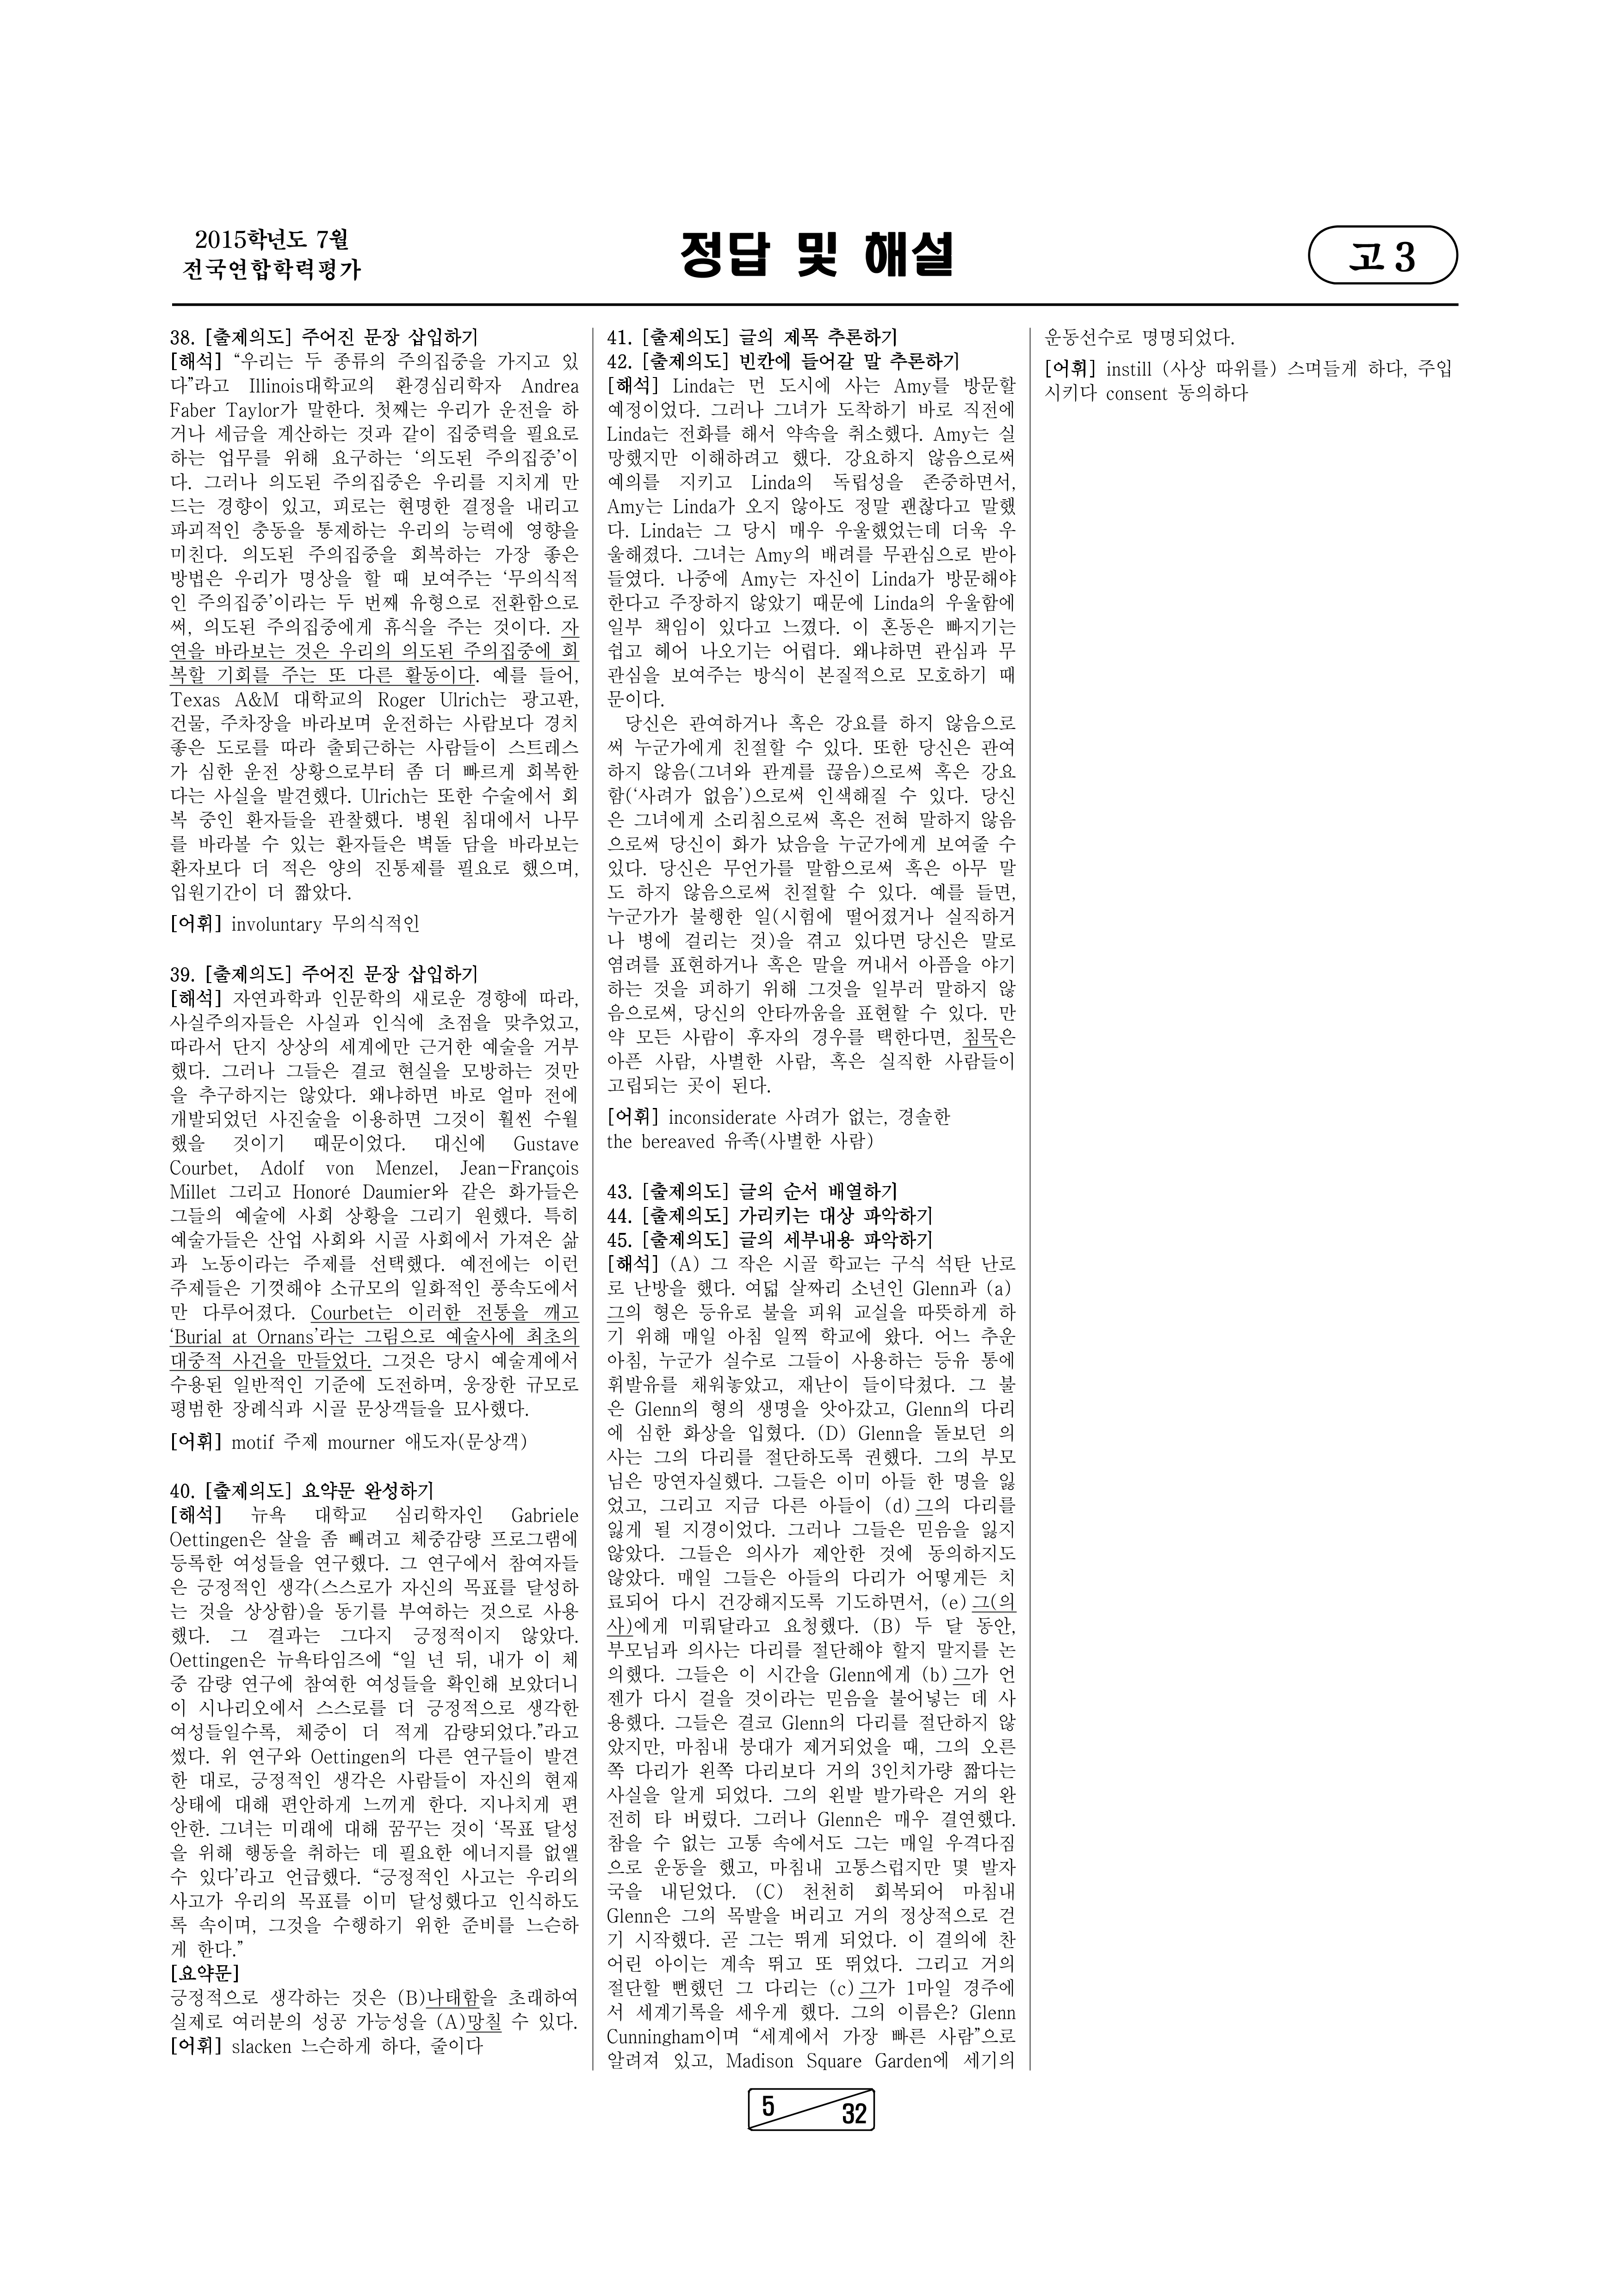 2015학년도 7월
전국연합학력평가
정답 및 해설
고 3
38. [출제의도] 주어진 문장 삽입하기
[해석] “우리는 두 종류의 주의집중을 가지고 있
다”라고 Illinois대학교의 환경심리학자 Andrea
Faber Taylor가 말한다. 첫째는 우리가 운전을 하
거나 세금을 계산하는 것과 같이 집중력을 필요로
하는 업무를 위해 요구하는 ‘의도된 주의집중’이
다. 그러나 의도된 주의집중은 우리를 지치게 만
드는 경향이 있고, 피로는 현명한 결정을 내리고
파괴적인 충동을 통제하는 우리의 능력에 영향을
미친다. 의도된 주의집중을 회복하는 가장 좋은
방법은 우리가 명상을 할 때 보여주는 ‘무의식적
인 주의집중’이라는 두 번째 유형으로 전환함으로
써, 의도된 주의집중에게 휴식을 주는 것이다. 자
연을 바라보는 것은 우리의 의도된 주의집중에 회
복할 기회를 주는 또 다른 활동이다. 예를 들어,
Texas A&M 대학교의 Roger Ulrich는 광고판,
건물, 주차장을 바라보며 운전하는 사람보다 경치
좋은 도로를 따라 출퇴근하는 사람들이 스트레스
가 심한 운전 상황으로부터 좀 더 빠르게 회복한
다는 사실을 발견했다. Ulrich는 또한 수술에서 회
복 중인 환자들을 관찰했다. 병원 침대에서 나무
를 바라볼 수 있는 환자들은 벽돌 담을 바라보는
환자보다 더 적은 양의 진통제를 필요로 했으며,
입원기간이 더 짧았다.
[어휘] involuntary 무의식적인
39. [출제의도] 주어진 문장 삽입하기
[해석] 자연과학과 인문학의 새로운 경향에 따라,
사실주의자들은 사실과 인식에 초점을 맞추었고,
따라서 단지 상상의 세계에만 근거한 예술을 거부
했다. 그러나 그들은 결코 현실을 모방하는 것만
을 추구하지는 않았다. 왜냐하면 바로 얼마 전에
개발되었던 사진술을 이용하면 그것이 훨씬 수월
했을 것이기 때문이었다. 대신에 Gustave
Courbet, Adolf von Menzel, Jean-François
Millet 그리고 Honoré Daumier와 같은 화가들은
그들의 예술에 사회 상황을 그리기 원했다. 특히
예술가들은 산업 사회와 시골 사회에서 가져온 삶
과 노동이라는 주제를 선택했다. 예전에는 이런
주제들은 기껏해야 소규모의 일화적인 풍속도에서
만 다루어졌다. Courbet는 이러한 전통을 깨고
‘Burial at Ornans’라는 그림으로 예술사에 최초의
대중적 사건을 만들었다. 그것은 당시 예술계에서
수용된 일반적인 기준에 도전하며, 웅장한 규모로
평범한 장례식과 시골 문상객들을 묘사했다.
[어휘] motif 주제 mourner 애도자(문상객)
40. [출제의도] 요약문 완성하기
[해석] 뉴욕 대학교 심리학자인 Gabriele
Oettingen은 살을 좀 빼려고 체중감량 프로그램에
등록한 여성들을 연구했다. 그 연구에서 참여자들
은 긍정적인 생각(스스로가 자신의 목표를 달성하
는 것을 상상함)을 동기를 부여하는 것으로 사용
했다. 그 결과는 그다지 긍정적이지 않았다.
Oettingen은 뉴욕타임즈에 “일 년 뒤, 내가 이 체
중 감량 연구에 참여한 여성들을 확인해 보았더니
이 시나리오에서 스스로를 더 긍정적으로 생각한
여성들일수록, 체중이 더 적게 감량되었다.”라고
썼다. 위 연구와 Oettingen의 다른 연구들이 발견
한 대로, 긍정적인 생각은 사람들이 자신의 현재
상태에 대해 편안하게 느끼게 한다. 지나치게 편
안한. 그녀는 미래에 대해 꿈꾸는 것이 ‘목표 달성
을 위해 행동을 취하는 데 필요한 에너지를 없앨
수 있다’라고 언급했다. “긍정적인 사고는 우리의
사고가 우리의 목표를 이미 달성했다고 인식하도
록 속이며, 그것을 수행하기 위한 준비를 느슨하
게 한다.”
[요약문]
긍정적으로 생각하는 것은 (B)나태함을 초래하여
실제로 여러분의 성공 가능성을 (A)망칠 수 있다.
[어휘] slacken 느슨하게 하다, 줄이다
41. [출제의도] 글의 제목 추론하기
42. [출제의도] 빈칸에 들어갈 말 추론하기
[해석] Linda는 먼 도시에 사는 Amy를 방문할
예정이었다. 그러나 그녀가 도착하기 바로 직전에
Linda는 전화를 해서 약속을 취소했다. Amy는 실
망했지만 이해하려고 했다. 강요하지 않음으로써
예의를 지키고 Linda의 독립성을 존중하면서,
Amy는 Linda가 오지 않아도 정말 괜찮다고 말했
다. Linda는 그 당시 매우 우울했었는데 더욱 우
울해졌다. 그녀는 Amy의 배려를 무관심으로 받아
들였다. 나중에 Amy는 자신이 Linda가 방문해야
한다고 주장하지 않았기 때문에 Linda의 우울함에
일부 책임이 있다고 느꼈다. 이 혼동은 빠지기는
쉽고 헤어 나오기는 어렵다. 왜냐하면 관심과 무
관심을 보여주는 방식이 본질적으로 모호하기 때
문이다.
당신은 관여하거나 혹은 강요를 하지 않음으로
써 누군가에게 친절할 수 있다. 또한 당신은 관여
하지 않음(그녀와 관계를 끊음)으로써 혹은 강요
함(‘사려가 없음’)으로써 인색해질 수 있다. 당신
은 그녀에게 소리침으로써 혹은 전혀 말하지 않음
으로써 당신이 화가 났음을 누군가에게 보여줄 수
있다. 당신은 무언가를 말함으로써 혹은 아무 말
도 하지 않음으로써 친절할 수 있다. 예를 들면,
누군가가 불행한 일(시험에 떨어졌거나 실직하거
나 병에 걸리는 것)을 겪고 있다면 당신은 말로
염려를 표현하거나 혹은 말을 꺼내서 아픔을 야기
하는 것을 피하기 위해 그것을 일부러 말하지 않
음으로써, 당신의 안타까움을 표현할 수 있다. 만
약 모든 사람이 후자의 경우를 택한다면, 침묵은
아픈 사람, 사별한 사람, 혹은 실직한 사람들이
고립되는 곳이 된다.
[어휘] inconsiderate 사려가 없는, 경솔한
the bereaved 유족(사별한 사람)
43. [출제의도] 글의 순서 배열하기
44. [출제의도] 가리키는 대상 파악하기
45. [출제의도] 글의 세부내용 파악하기
[해석] (A) 그 작은 시골 학교는 구식 석탄 난로
로 난방을 했다. 여덟 살짜리 소년인 Glenn과 (a)
그의 형은 등유로 불을 피워 교실을 따뜻하게 하
기 위해 매일 아침 일찍 학교에 왔다. 어느 추운
아침, 누군가 실수로 그들이 사용하는 등유 통에
휘발유를 채워놓았고, 재난이 들이닥쳤다. 그 불
은 Glenn의 형의 생명을 앗아갔고, Glenn의 다리
에 심한 화상을 입혔다. (D) Glenn을 돌보던 의
사는 그의 다리를 절단하도록 권했다. 그의 부모
님은 망연자실했다. 그들은 이미 아들 한 명을 잃
었고, 그리고 지금 다른 아들이 (d)그의 다리를
잃게 될 지경이었다. 그러나 그들은 믿음을 잃지
않았다. 그들은 의사가 제안한 것에 동의하지도
않았다. 매일 그들은 아들의 다리가 어떻게든 치
료되어 다시 건강해지도록 기도하면서, (e)그(의
사)에게 미뤄달라고 요청했다. (B) 두 달 동안,
부모님과 의사는 다리를 절단해야 할지 말지를 논
의했다. 그들은 이 시간을 Glenn에게 (b)그가 언
젠가 다시 걸을 것이라는 믿음을 불어넣는 데 사
용했다. 그들은 결코 Glenn의 다리를 절단하지 않
았지만, 마침내 붕대가 제거되었을 때, 그의 오른
쪽 다리가 왼쪽 다리보다 거의 3인치가량 짧다는
사실을 알게 되었다. 그의 왼발 발가락은 거의 완
전히 타 버렸다. 그러나 Glenn은 매우 결연했다.
참을 수 없는 고통 속에서도 그는 매일 우격다짐
으로 운동을 했고, 마침내 고통스럽지만 몇 발자
국을 내딛었다. (C) 천천히 회복되어 마침내
Glenn은 그의 목발을 버리고 거의 정상적으로 걷
기 시작했다. 곧 그는 뛰게 되었다. 이 결의에 찬
어린 아이는 계속 뛰고 또 뛰었다. 그리고 거의
절단할 뻔했던 그 다리는 (c)그가 1마일 경주에
서 세계기록을 세우게 했다. 그의 이름은? Glenn
Cunningham이며 “세계에서 가장 빠른 사람”으로
알려져 있고, Madison Square Garden에 세기의
운동선수로 명명되었다.
[어휘] instill (사상 따위를) 스며들게 하다, 주입
시키다 consent 동의하다
5
32